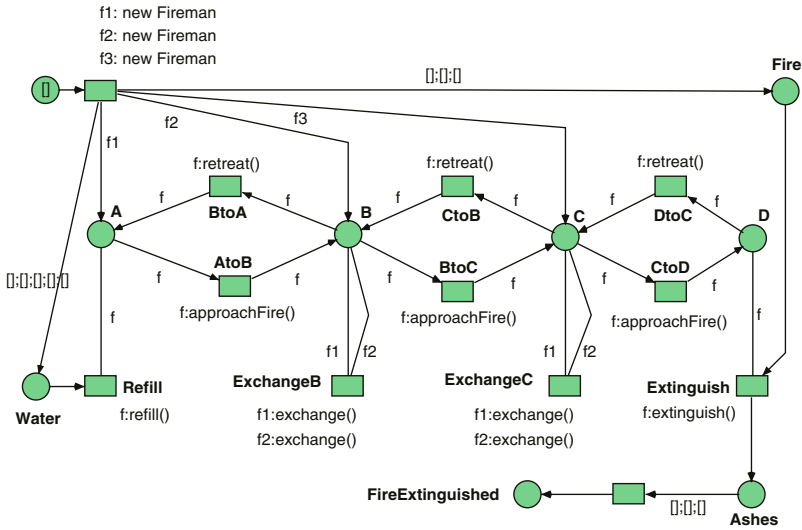 f1: new Fireman
f2: new Fireman
f3: new Fireman
[]
[];[];[]
Fire
f1
f2
f3
f:retreat()
f:retreat()
f:retreat()
A
f
f
BtoA
B
f
f
CtoB
C
f
f
DtoC
D
AtoB
f
f
f:approachFire()
BtoC
f
f
f:approachFire()
CtoD
f
f
f:approachFire()
[];[];[];[];[]
f
f
f1
f2
f1
f2
Water
Refill
f:refill()
ExchangeB
f1:exchange()
f2:exchange()
ExchangeC
f1:exchange()
f2:exchange()
Extinguish
f:extinguish()
FireExtinguished
[];[];[]
Ashes